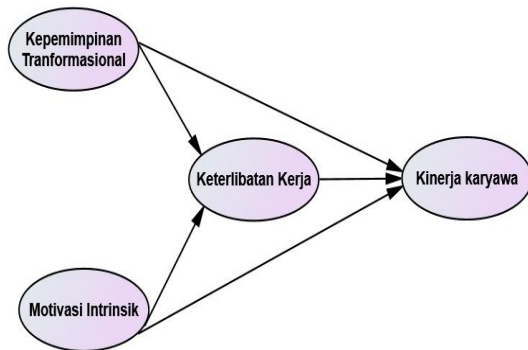 Kepemimpinan
Tranformasional
Keterlibatan Kerja
Kinerja karyawa
Motivasi Intrinsik